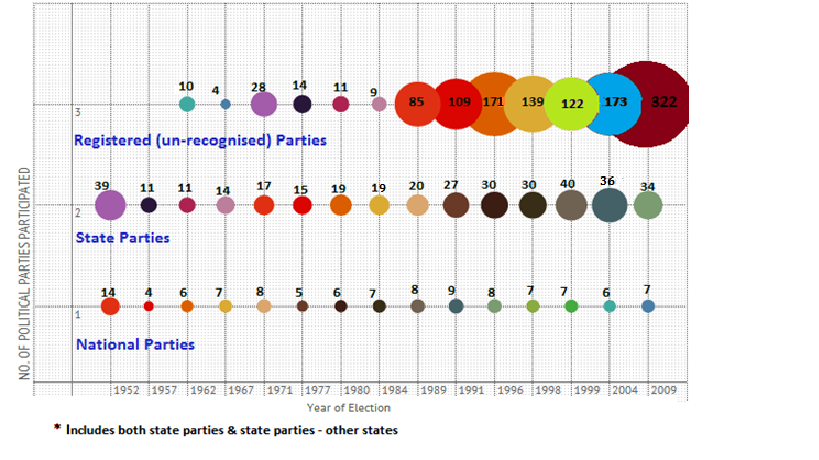 10 4 28 14 11 9 85 109 171 139 122 173 322
3
Registered (un-recognised) Parties
39 11 11 14 17 15 19 19 20 27 30 30 40 36 34
2
State Parties
14 4 6 7 8 5 6 7 8 9 8 7 7 6 7
1
National Parties
NO. OF POLITICAL PARTIES PARTICIPATED
1952 1957 1962 1967 1971 1977 1980 1984 1989 1991 1996 1998 1999 2004 2009
Year of Election
* Includes both state parties & state parties - other states